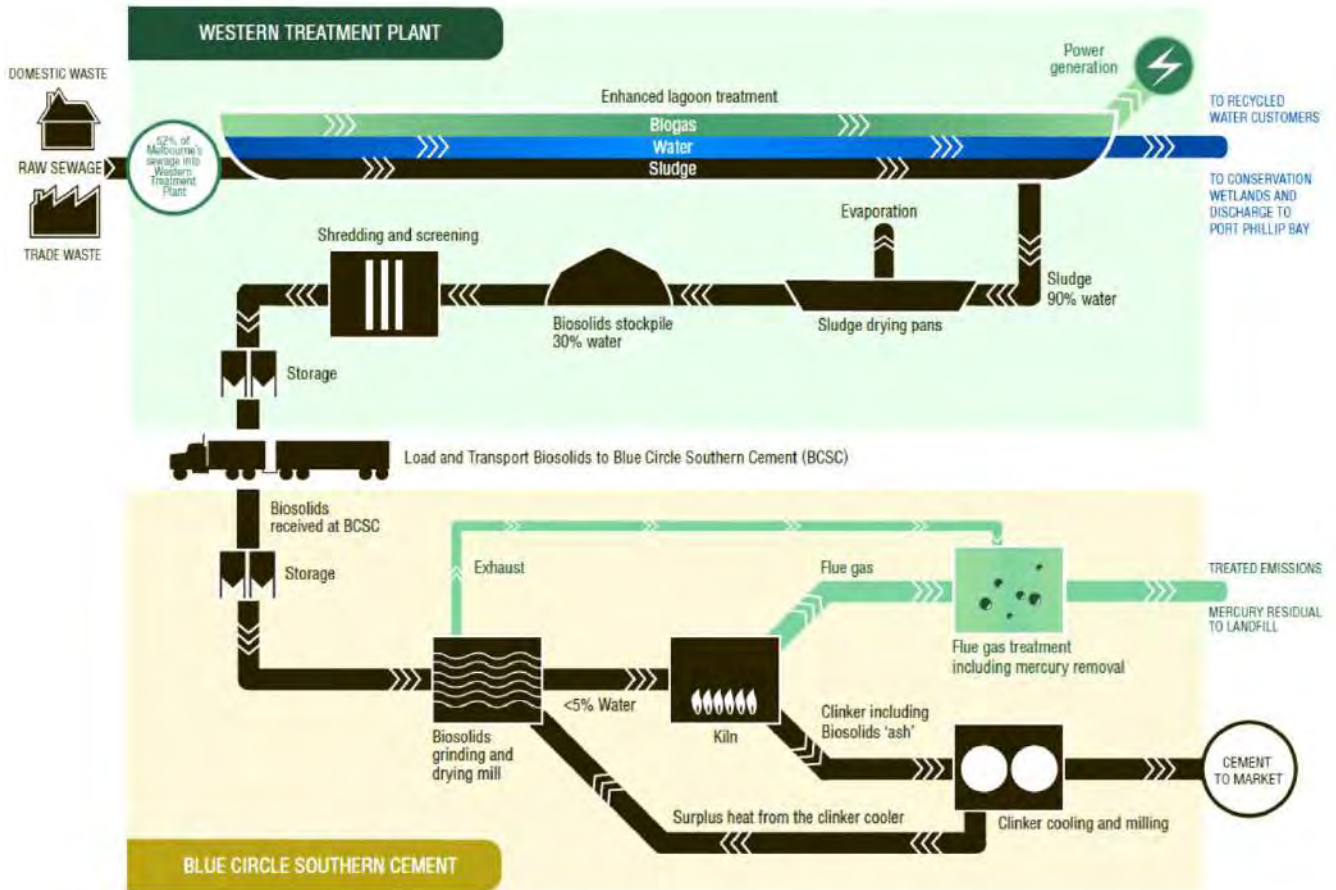 WESTERN TREATMENT PLANT
DOMESTIC WASTE
RAW SEWAGE
TRADE WASTE
52% of
Melbourne's
sewage into
Western
Treatment
Plant
Enhanced lagoon treatment
Biogas
Water
Sludge
Power
generation
TO RECYCLED
WATER CUSTOMERS
TO CONSERVATION
WETLANDS AND
DISCHARGE TO
PORT PHILLIP BAY
Sludge
90% water
Evaporation
Sludge drying pans
Biosolids stockpile
30% water
Shredding and screening
Storage
Load and Transport Biosolids to Blue Circle Southern Cement (BCSC)
Biosolids
received at BCSC
Storage
Exhaust
Biosolids
grinding and
drying mill
<5% Water
Kiln
Flue gas
Flue gas treatment
including mercury removal
TREATED EMISSIONS
MERCURY RESIDUAL
TO LANDFILL
Clinker including
Biosolids 'ash'
Clinker cooling and milling
CEMENT
TO MARKET
Surplus heat from the clinker cooler
BLUE CIRCLE SOUTHERN CEMENT